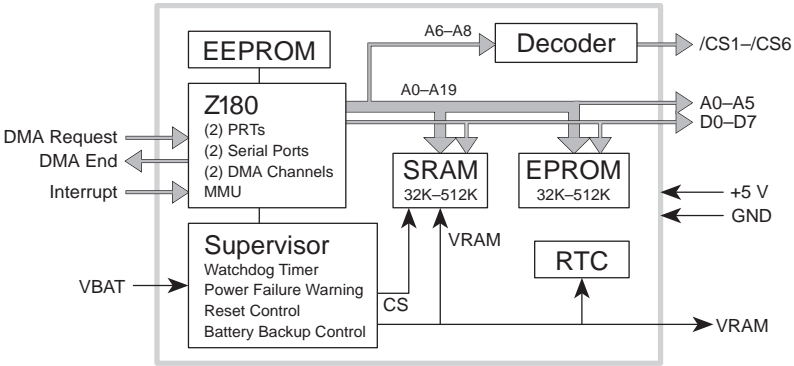 A6–A8
Decoder
/CS1–/CS6
EEPROM
A0–A19
Z180
(2) PRTs
(2) Serial Ports
(2) DMA Channels
MMU
A0–A5
D0–D7
DMA Request
DMA End
Interrupt
SRAM
32K–512K
EPROM
32K–512K
+5 V
GND
Supervisor
Watchdog Timer
Power Failure Warning
Reset Control
Battery Backup Control
VRAM
RTC
VBAT
CS
VRAM